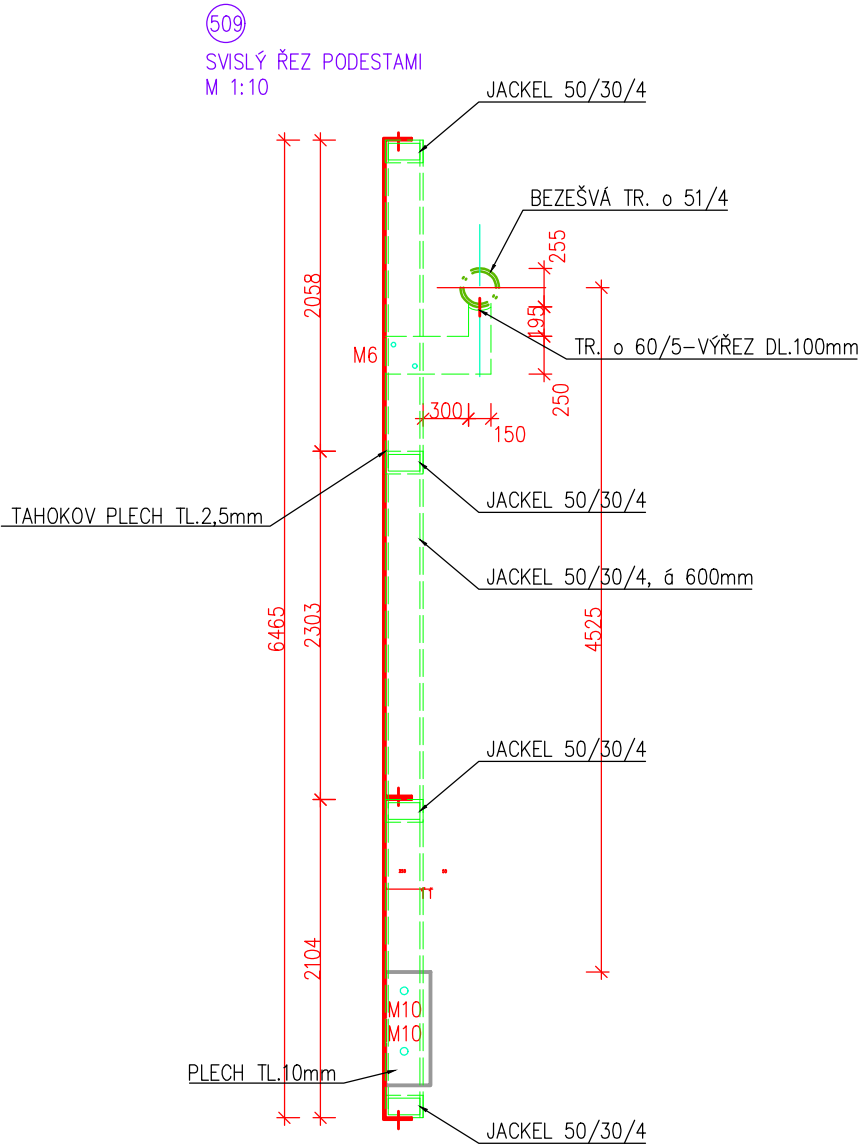 509
SVISLÝ ŘEZ PODESTAMI
M 1:10
JACKEL 50/30/4
BEZEŠVÁ TR. o 51/4
255
2058
195
TR. o 60/5-VÝŘEZ DL.100mm
M6
250
300
150
JACKEL 50/30/4
TAHOKOV PLECH TL.2,5mm
JACKEL 50/30/4, á 600mm
6465
2303
4525
JACKEL 50/30/4
2104
M10
M10
PLECH TL.10mm
JACKEL 50/30/4